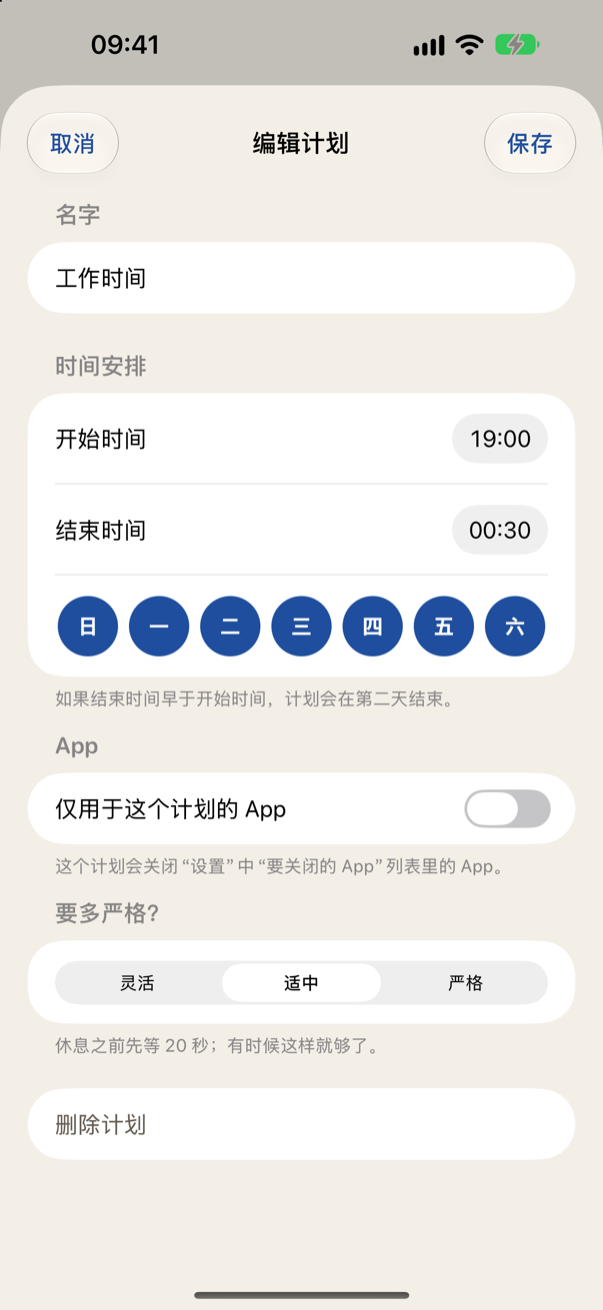 09:41
取消
编辑计划
保存
名字
工作时间
时间安排
开始时间
19:00
结束时间
00:30
日 一 二 三 四 五 六
如果结束时间早于开始时间，计划会在第二天结束。
App
仅用于这个计划的 App
这个计划会关闭“设置”中“要关闭的 App”列表里的 App。
要多严格?
灵活 适中 严格
休息之前先等 20 秒；有时候这样就够了。
删除计划